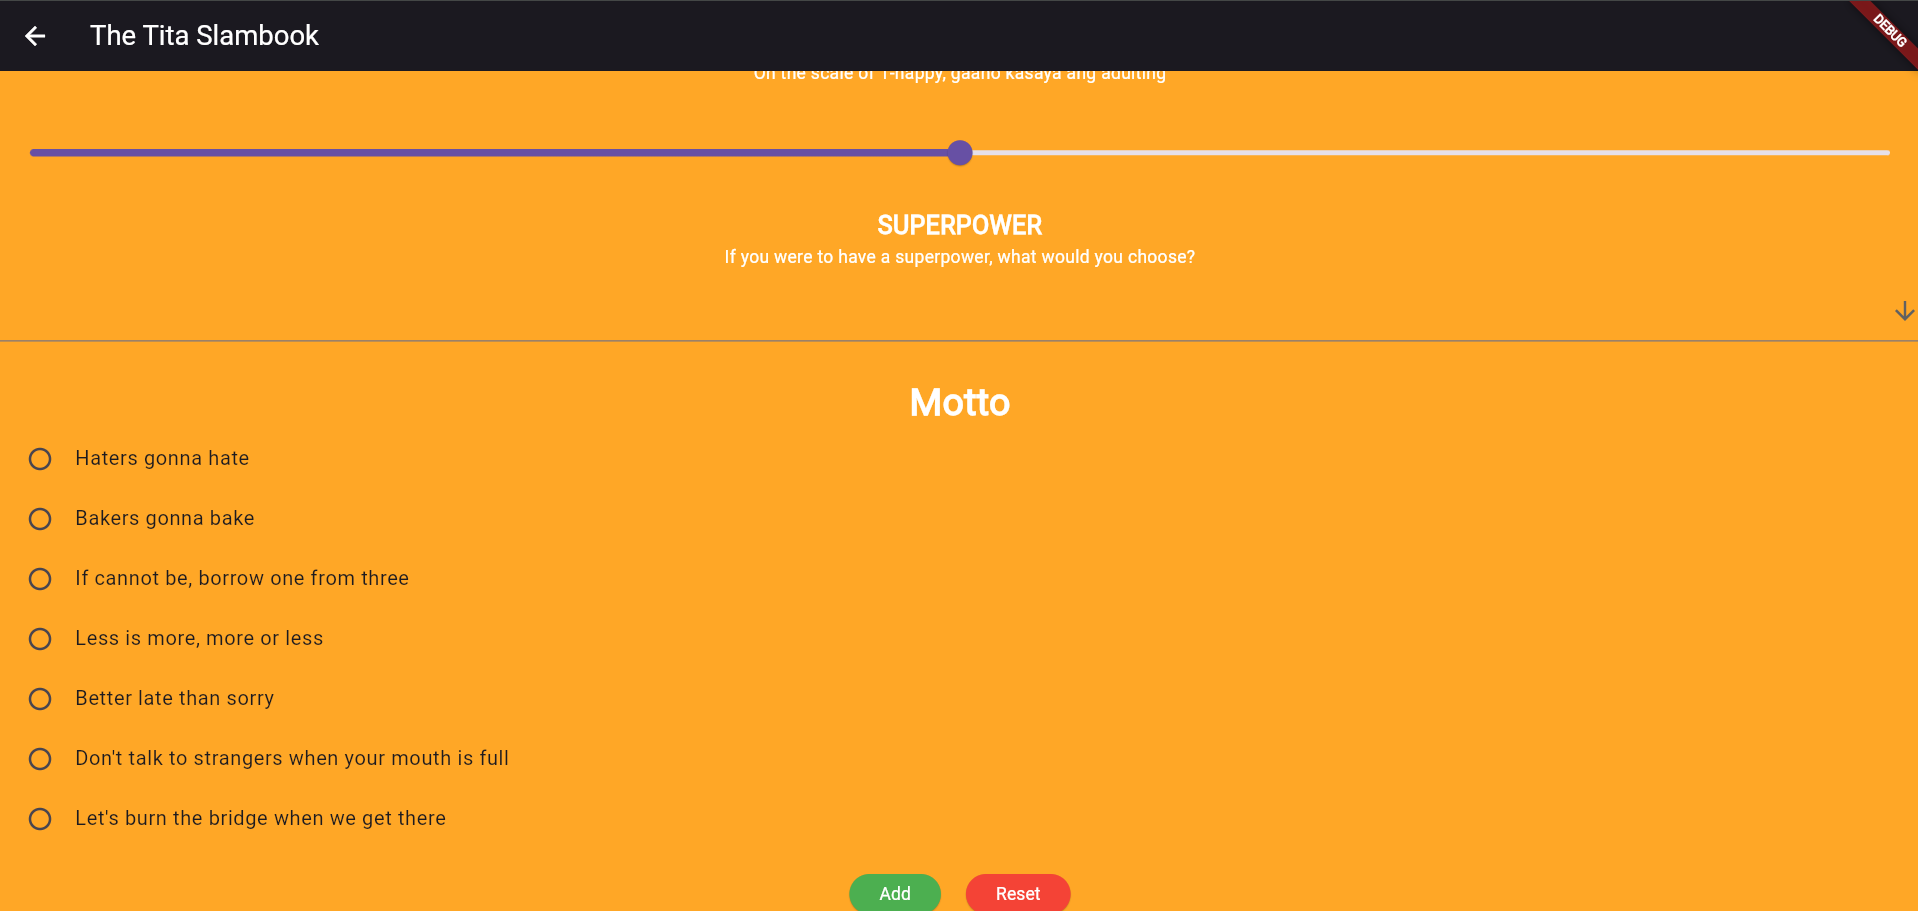 The Tita Slambook
DEBUG
On the scale of 1-happy, gaano kasaya ang adulting
SUPERPOWER
If you were to have a superpower, what would you choose?
Motto
Haters gonna hate
Bakers gonna bake
If cannot be, borrow one from three
Less is more, more or less
Better late than sorry
Don't talk to strangers when your mouth is full
Let's burn the bridge when we get there
Add
Reset